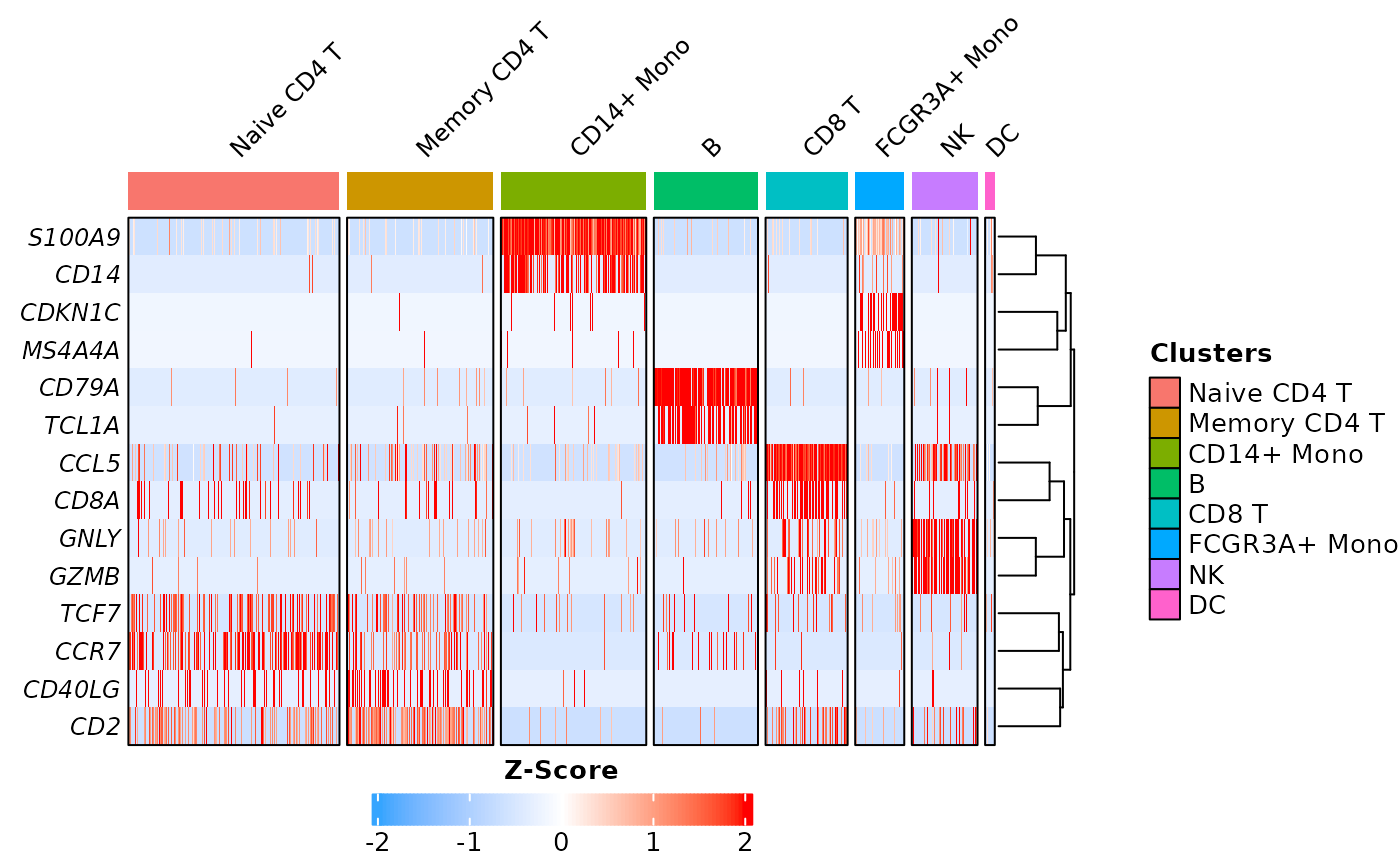 Naive CD4 T
Memory CD4 T
CD14+ Mono
B
CD8 T
FCGR3A+ Mono
NK
DC
S100A9
CD14
CDKN1C
MS4A4A
CD79A
TCL1A
CCL5
CD8A
GNLY
GZMB
TCF7
CCR7
CD40LG
CD2
Clusters
Naive CD4 T
Memory CD4 T
CD14+ Mono
B
CD8 T
FCGR3A+ Mono
NK
DC
Z-Score
-2 -1 0 1 2